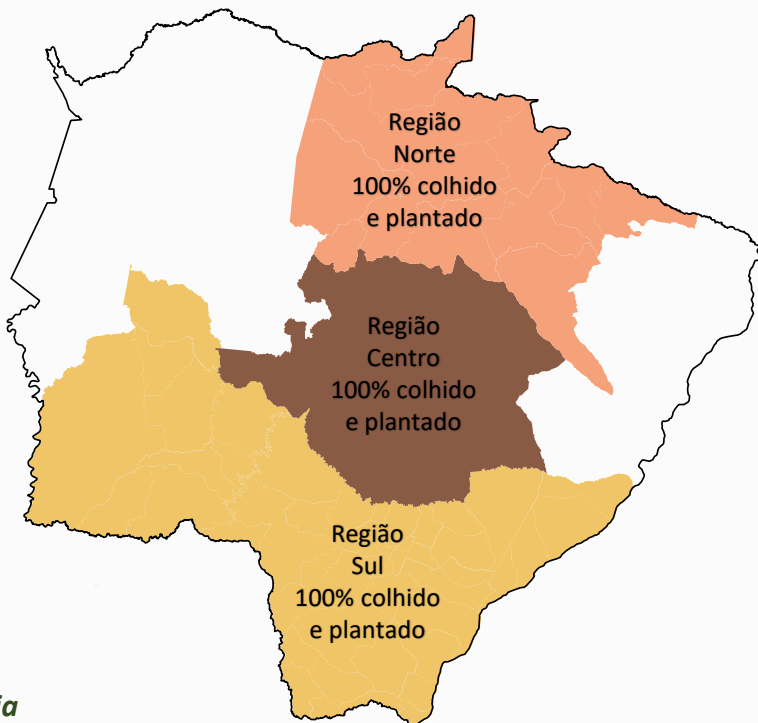 Região
Norte
100% colhido
e plantado
Região
Centro
100% colhido
e plantado
Região
Sul
100% colhido
e plantado